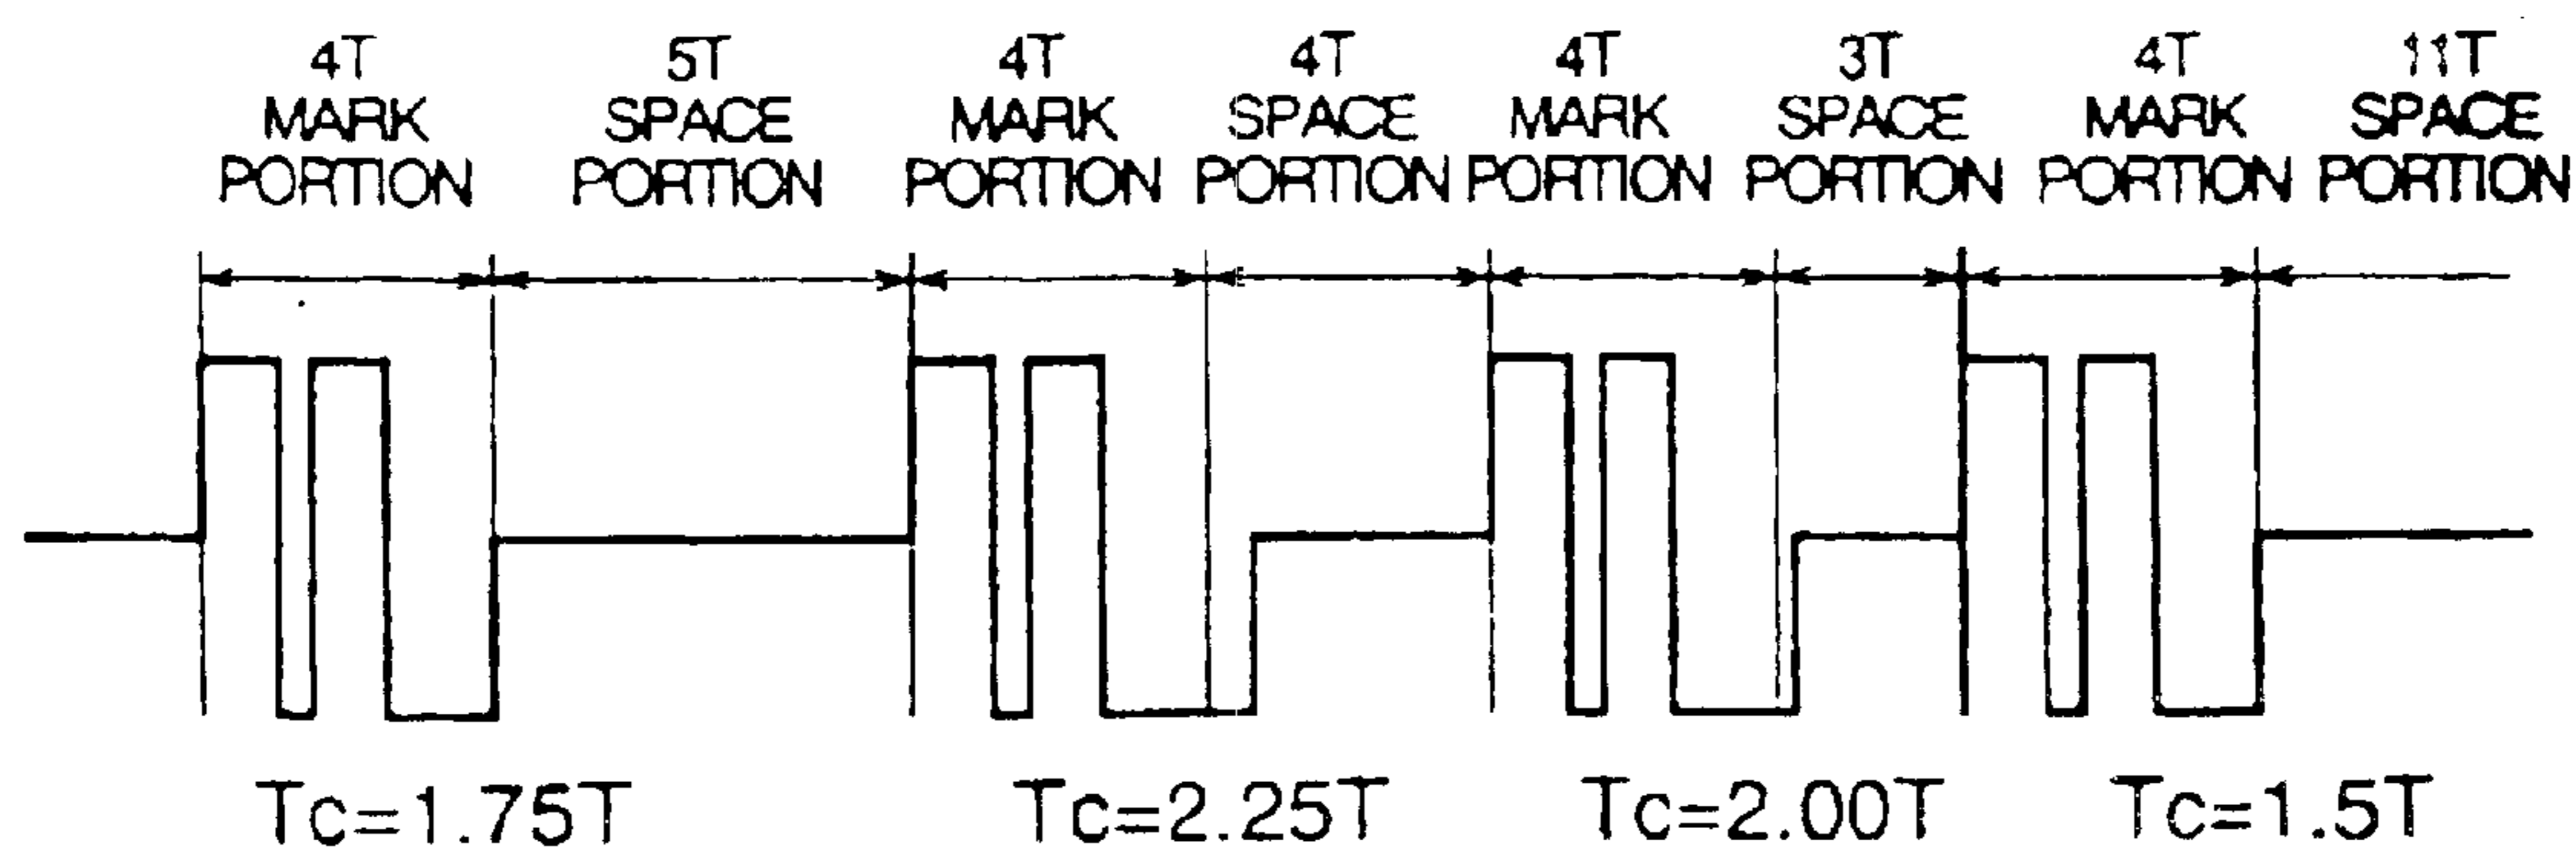 4T
MARK
PORTION
5T
SPACE
PORTION
4T
MARK
PORTION
4T
SPACE
PORTION
4T
MARK
PORTION
3T
SPACE
PORTION
4T
MARK
PORTION
11T
SPACE
PORTION
Tc=1.75T
Tc=2.25T
Tc=2.00T
Tc=1.5T